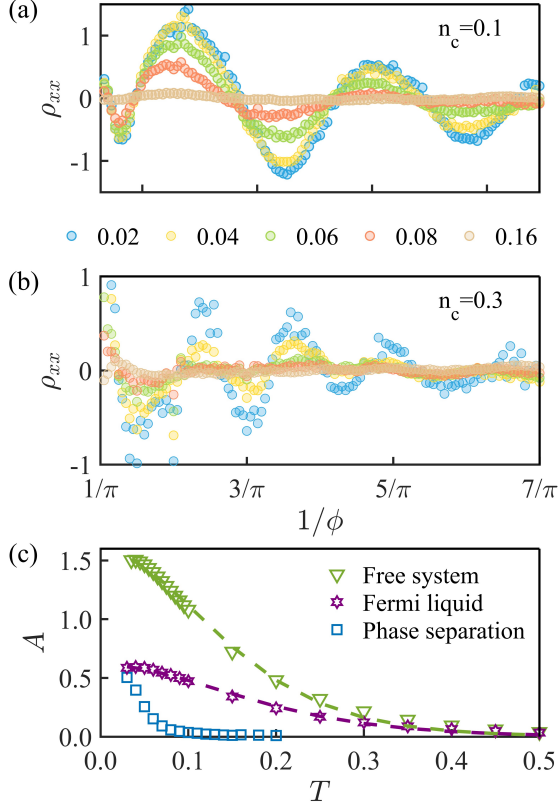 (a)
n_c=0.1
ρ_xx
1
0
-1
0.02 0.04 0.06 0.08 0.16
(b)
n_c=0.3
ρ_xx
1
0
-1
1/π 3/π 5/π 7/π
1/ϕ
(c)
A
1.5
1.0
0.5
0.0
Free system
Fermi liquid
Phase separation
0.0 0.1 0.2 0.3 0.4 0.5
T